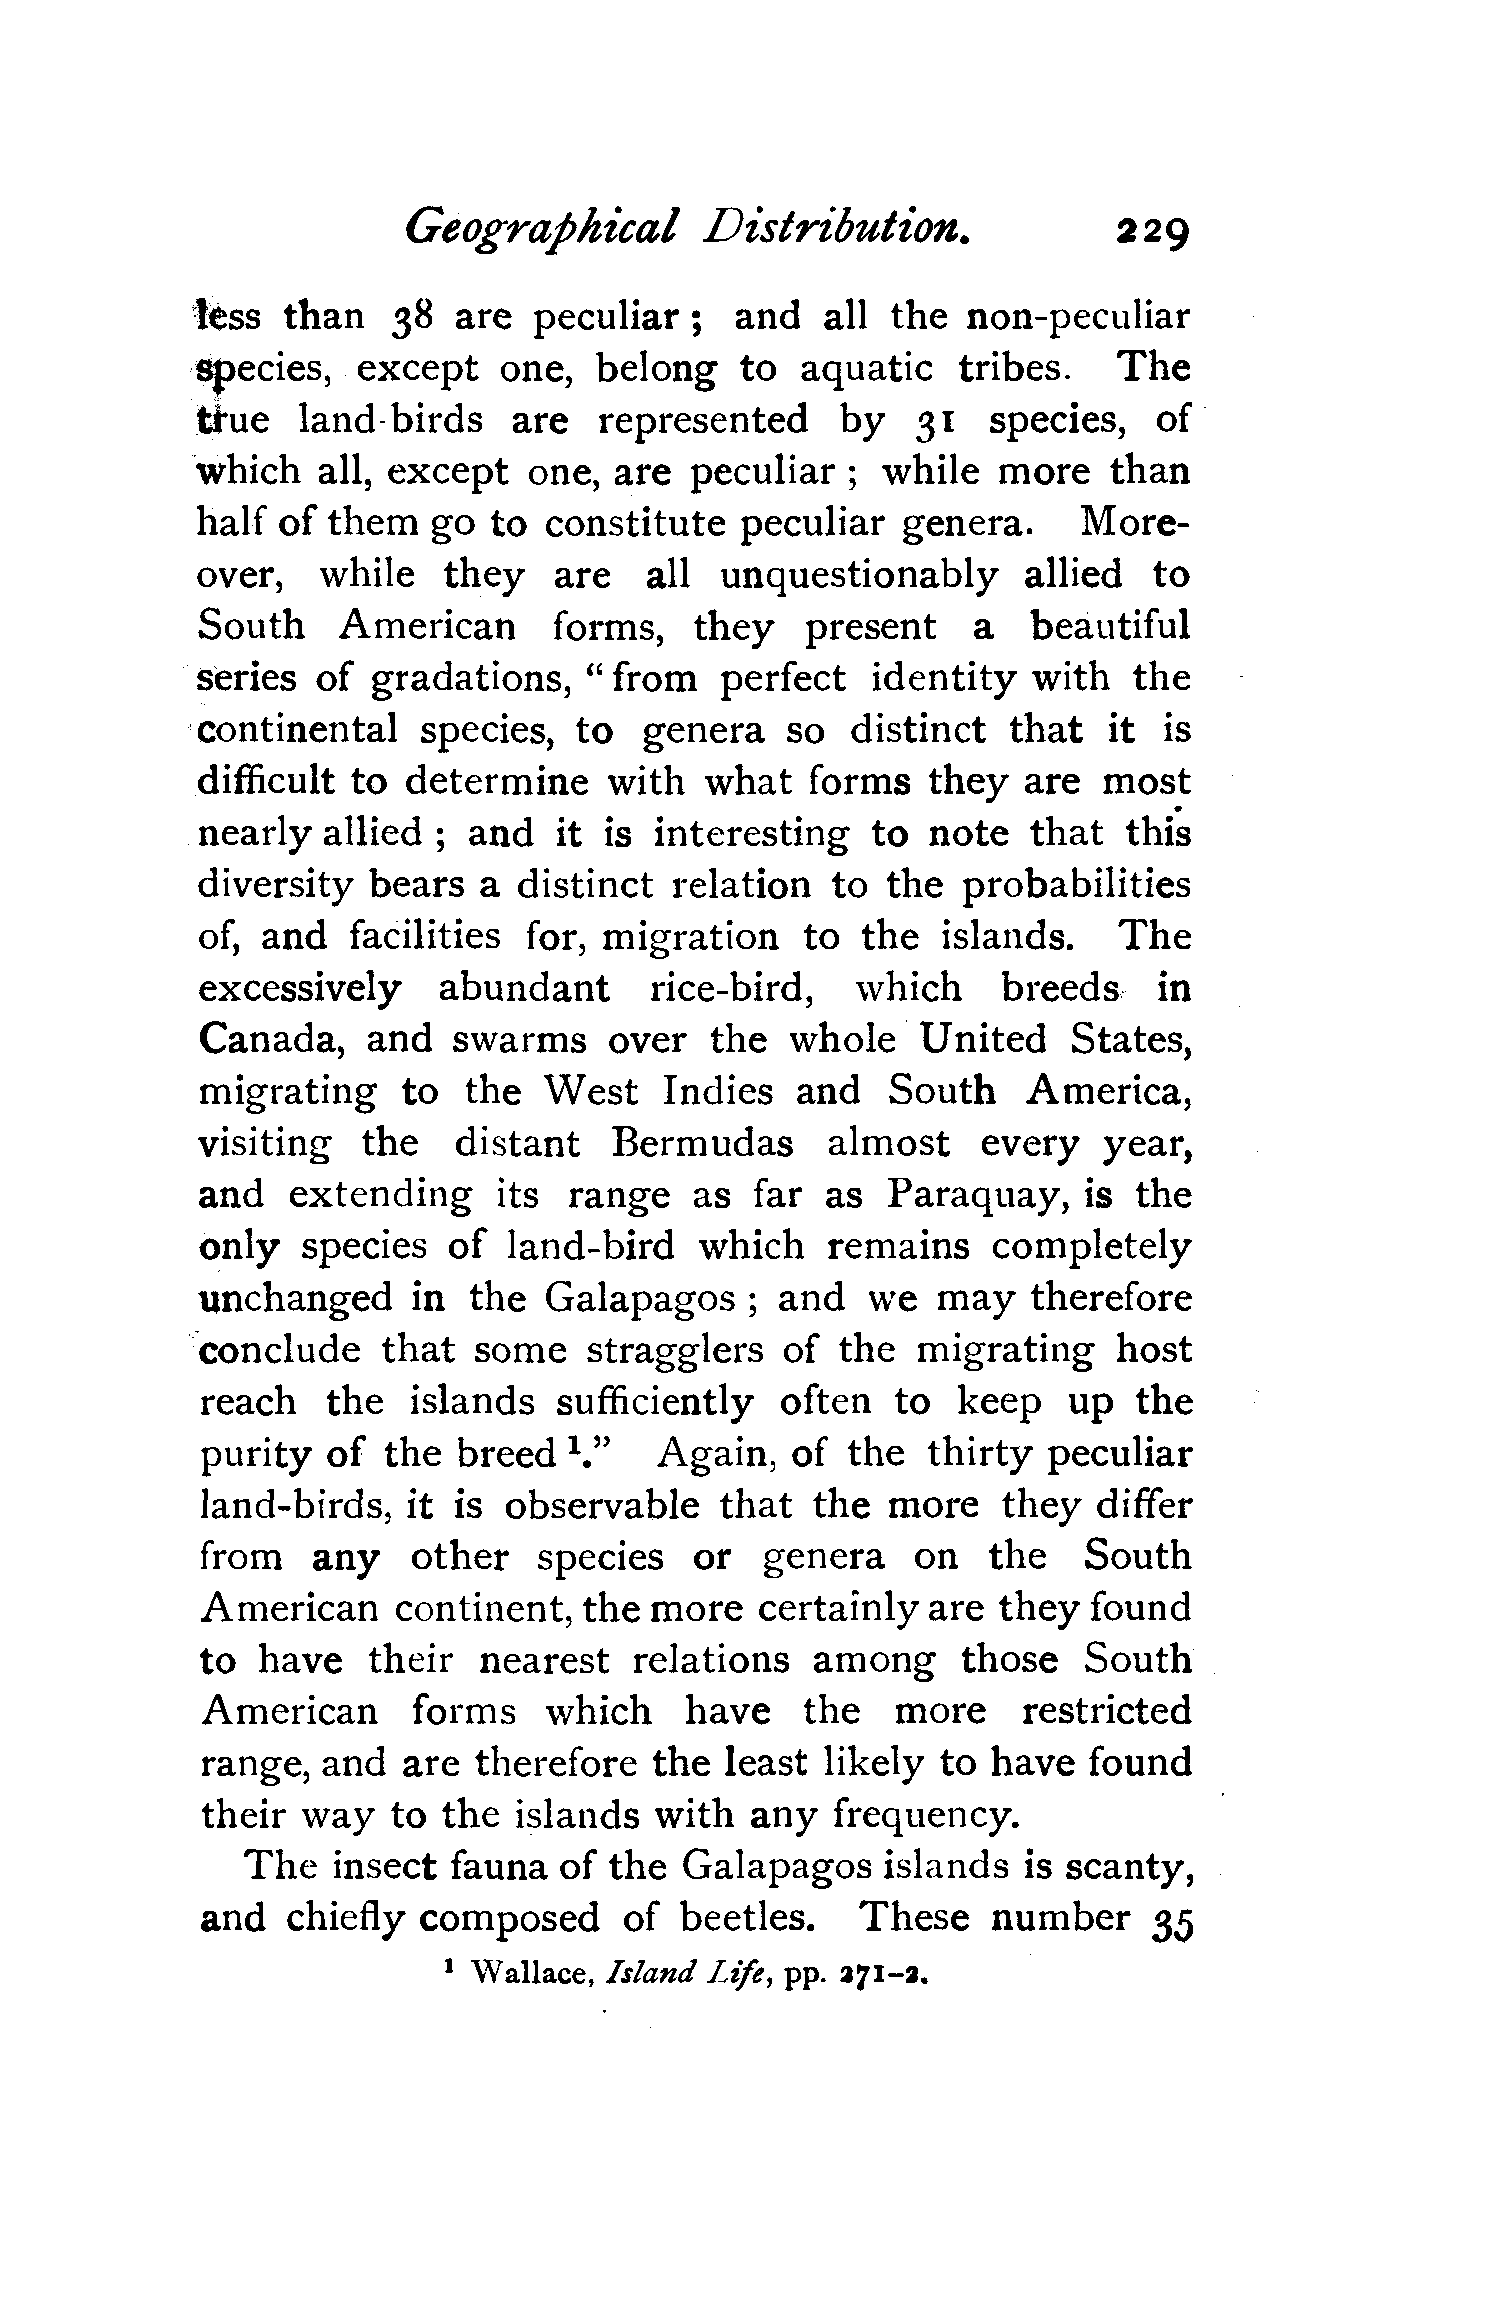 Geographical Distribution. 229
less than 38 are peculiar ; and all the non-peculiar
species, except one, belong to aquatic tribes. The
true land-birds are represented by 31 species, of
which all, except one, are peculiar ; while more than
half of them go to constitute peculiar genera. More-
over, while they are all unquestionably allied to
South American forms, they present a beautiful
series of gradations, “ from perfect identity with the
continental species, to genera so distinct that it is
difficult to determine with what forms they are most
nearly allied ; and it is interesting to note that this
diversity bears a distinct relation to the probabilities
of, and facilities for, migration to the islands. The
excessively abundant rice-bird, which breeds in
Canada, and swarms over the whole United States,
migrating to the West Indies and South America,
visiting the distant Bermudas almost every year,
and extending its range as far as Paraquay, is the
only species of land-bird which remains completely
unchanged in the Galapagos ; and we may therefore
conclude that some stragglers of the migrating host
reach the islands sufficiently often to keep up the
purity of the breed ¹.” Again, of the thirty peculiar
land-birds, it is observable that the more they differ
from any other species or genera on the South
American continent, the more certainly are they found
to have their nearest relations among those South
American forms which have the more restricted
range, and are therefore the least likely to have found
their way to the islands with any frequency.
The insect fauna of the Galapagos islands is scanty,
and chiefly composed of beetles. These number 35
¹ Wallace, Island Life, pp. 271-2.